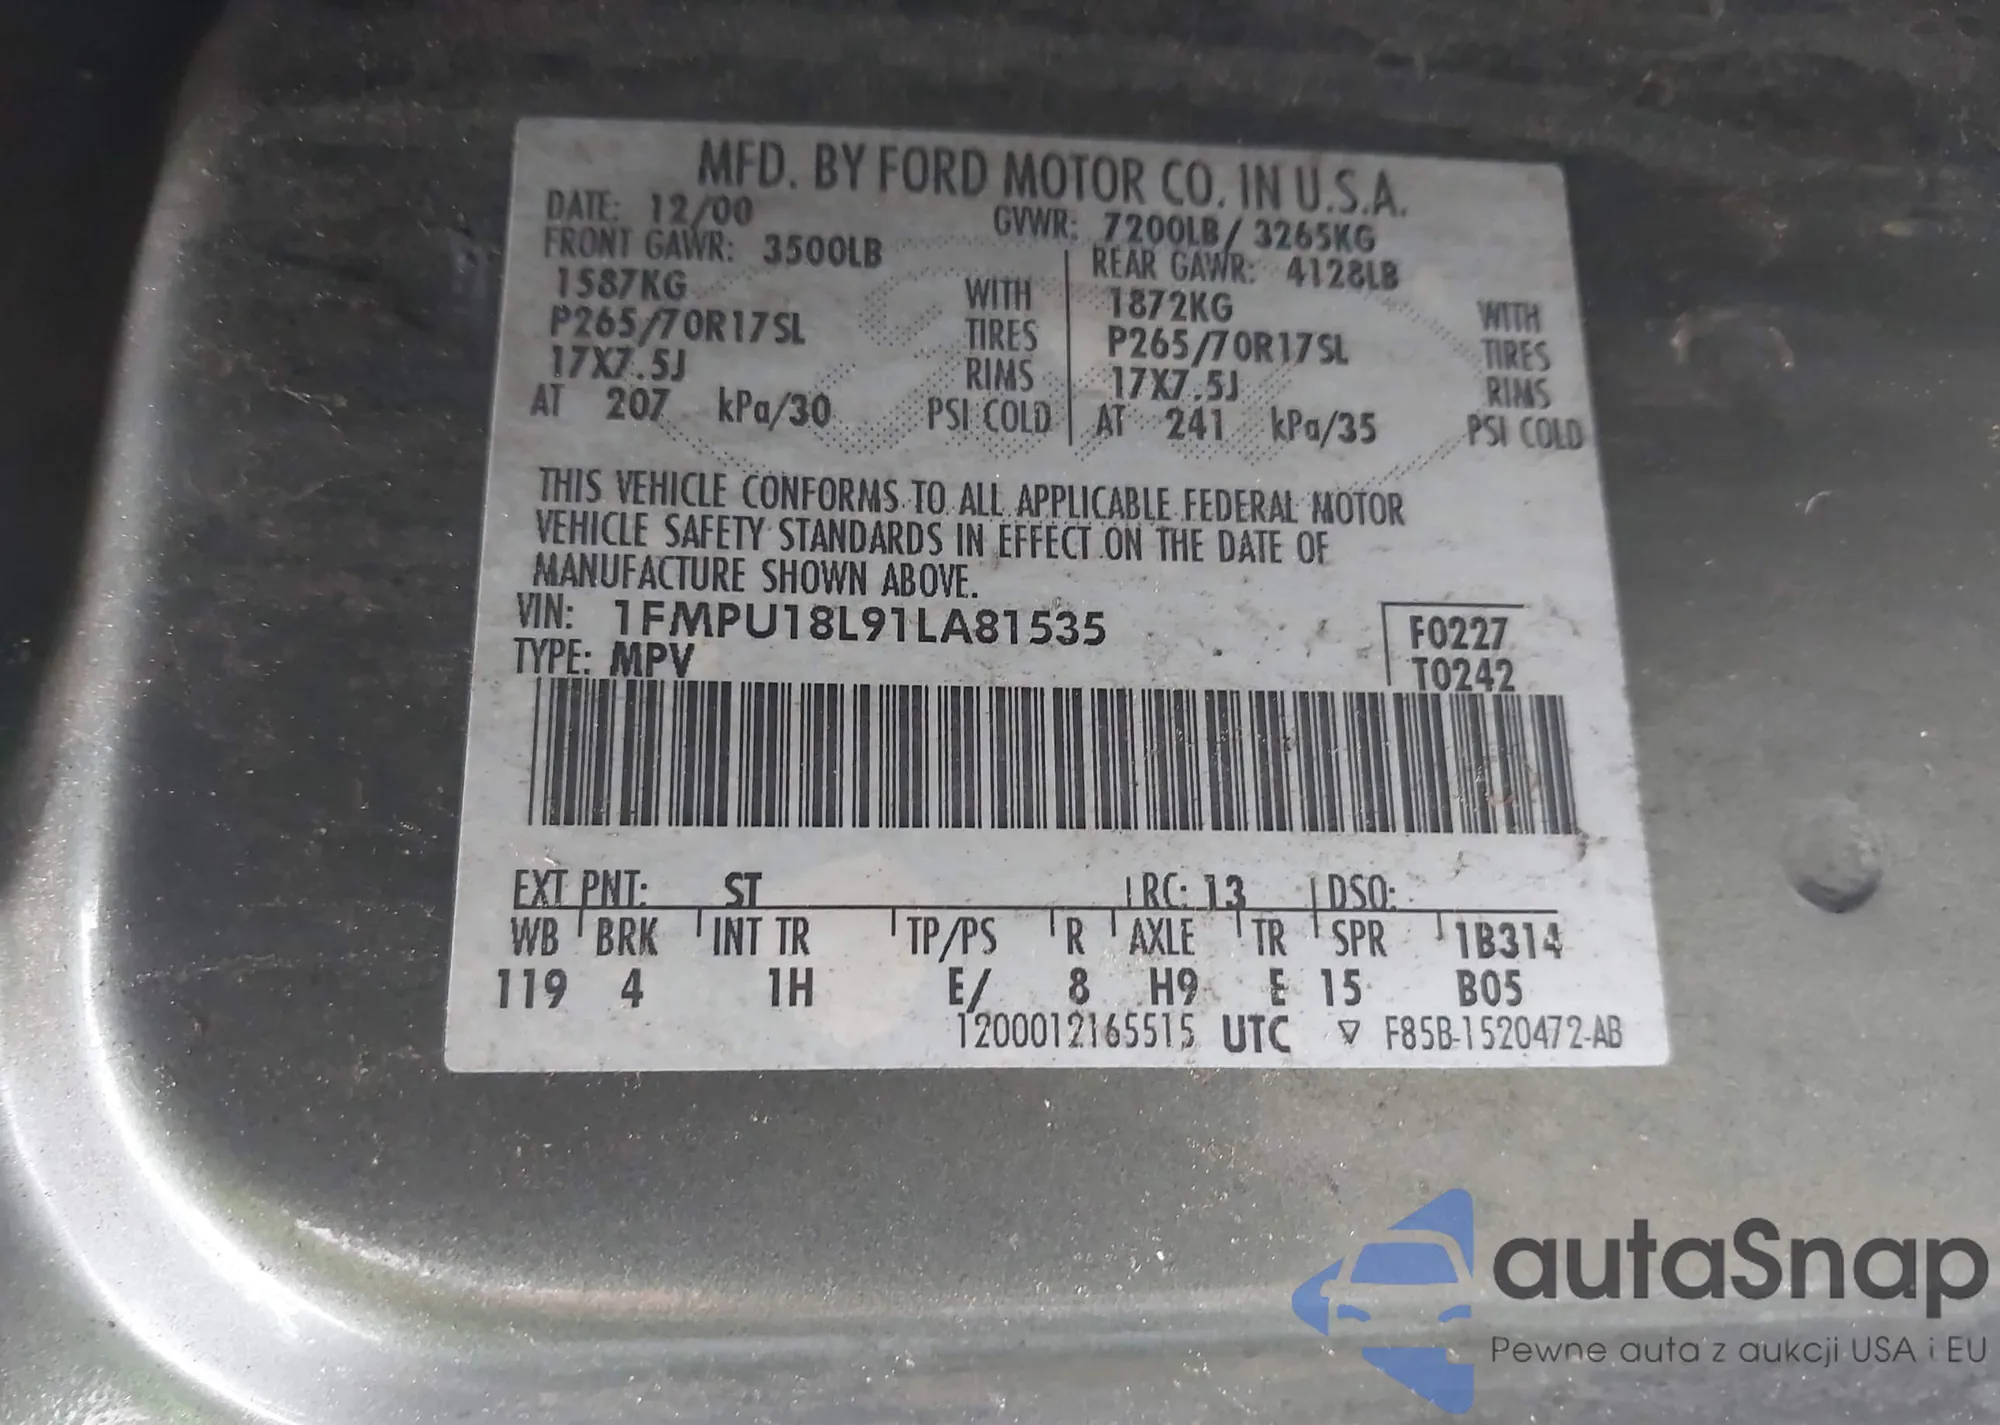 MFD. BY FORD MOTOR CO. IN U.S.A.
DATE: 12/00 GVWR: 7200LB/ 3265KG
FRONT GAWR: 3500LB REAR GAWR: 4128LB
1587KG WITH 1872KG WITH
P265/70R17SL TIRES P265/70R17SL TIRES
17X7.5J RIMS 17X7.5J RIMS
AT 207 kPa/30 PSI COLD AT 241 kPa/35 PSI COLD
THIS VEHICLE CONFORMS TO ALL APPLICABLE FEDERAL MOTOR
VEHICLE SAFETY STANDARDS IN EFFECT ON THE DATE OF
MANUFACTURE SHOWN ABOVE.
VIN: 1FMPU18L91LA81535 F0227
TYPE: MPV T0242
EXT PNT: ST RC: 13 DSO:
WB BRK INT TR TP/PS R AXLE TR SPR 1B314
119 4 1H E/ 8 H9 E 15 B05
1200012165515 UTC ▽ F85B-1520472-AB
autaSnap
Pewne auta z aukcji USA i EU